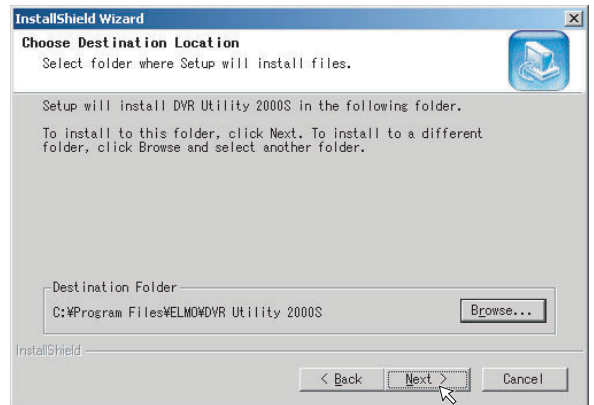 InstallShield Wizard
Choose Destination Location
Select folder where Setup will install files.
Setup will install DVR Utility 2000S in the following folder.
To install to this folder, click Next. To install to a different
folder, click Browse and select another folder.
Destination Folder
C:¥Program Files¥ELMO¥DVR Utility 2000S
Browse...
InstallShield
< Back
Next >
Cancel